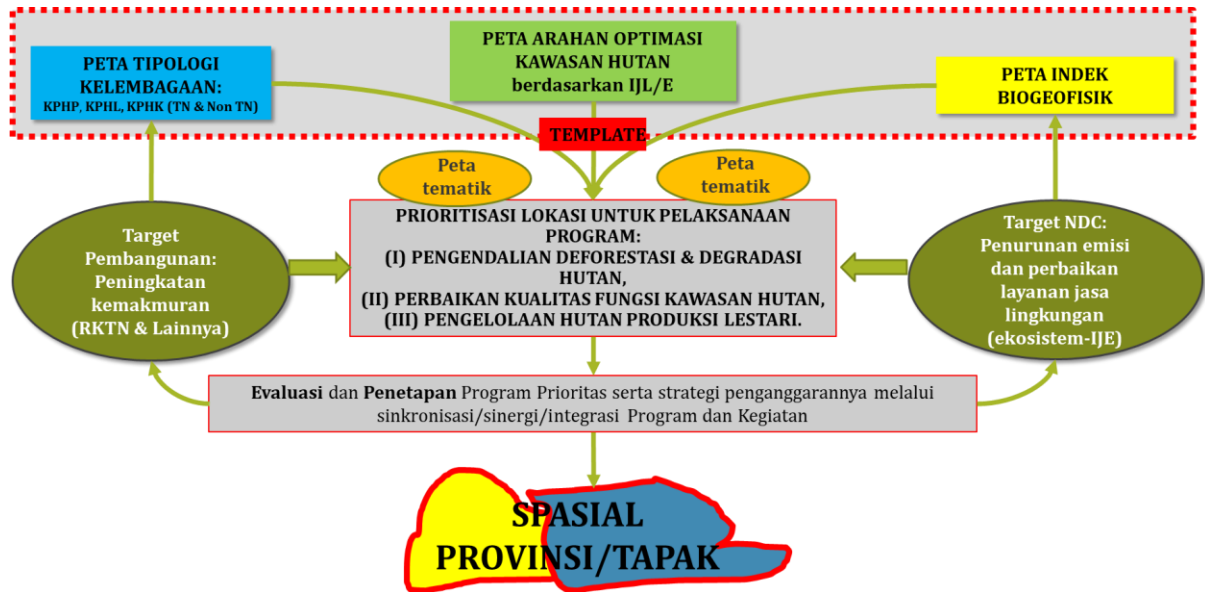 PETA TIPOLOGI
KELEMBAGAAN:
KPHP, KPHL, KPHK (TN & Non TN)
PETA ARAHAN OPTIMASI
KAWASAN HUTAN
berdasarkan IJL/E
PETA INDEK
BIOGEOFISIK
TEMPLATE
Peta
tematik
Peta
tematik
Target
Pembangunan:
Peningkatan
kemakmuran
(RKTN & Lainnya)
PRIORITISASI LOKASI UNTUK PELAKSANAAN
PROGRAM:
(I) PENGENDALIAN DEFORESTASI & DEGRADASI
HUTAN,
(II) PERBAIKAN KUALITAS FUNGSI KAWASAN HUTAN,
(III) PENGELOLAAN HUTAN PRODUKSI LESTARI.
Target NDC:
Penurunan emisi
dan perbaikan
layanan jasa
lingkungan
(ekosistem-IJE)
Evaluasi dan Penetapan Program Prioritas serta strategi penganggarannya melalui
sinkronisasi/sinergi/integrasi Program dan Kegiatan
SPASIAL
PROVINSI/TAPAK